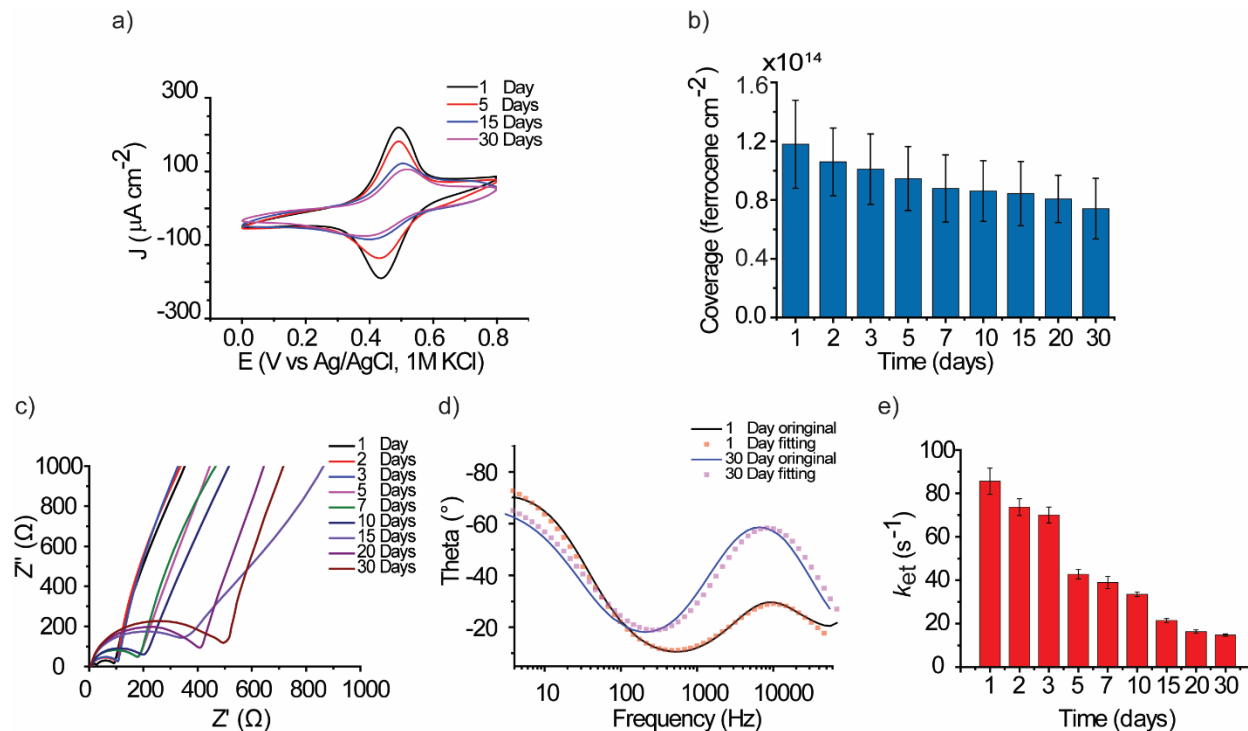 a)
300
100
-100
-300
J (µA cm-2)
0.0 0.2 0.4 0.6 0.8
E (V vs Ag/AgCl, 1M KCl)
1 Day
5 Days
15 Days
30 Days
b)
x10 14
1.6
1.2
0.8
0.4
0.0
Coverage (ferrocene cm-2)
1 2 3 5 7 10 15 20 30
Time (days)
c)
1000
800
600
400
200
0
Z'' (Ω)
0 200 400 600 800 1000
Z' (Ω)
1 Day
2 Days
3 Days
5 Days
7 Days
10 Days
15 Days
20 Days
30 Days
d)
1 Day oringinal
1 Day fitting
30 Day oringinal
30 Day fitting
-80
-60
-40
-20
Theta (°)
10 100 1000 10000
Frequency (Hz)
e)
100
80
60
40
20
0
ket (s-1)
1 2 3 5 7 10 15 20 30
Time (days)